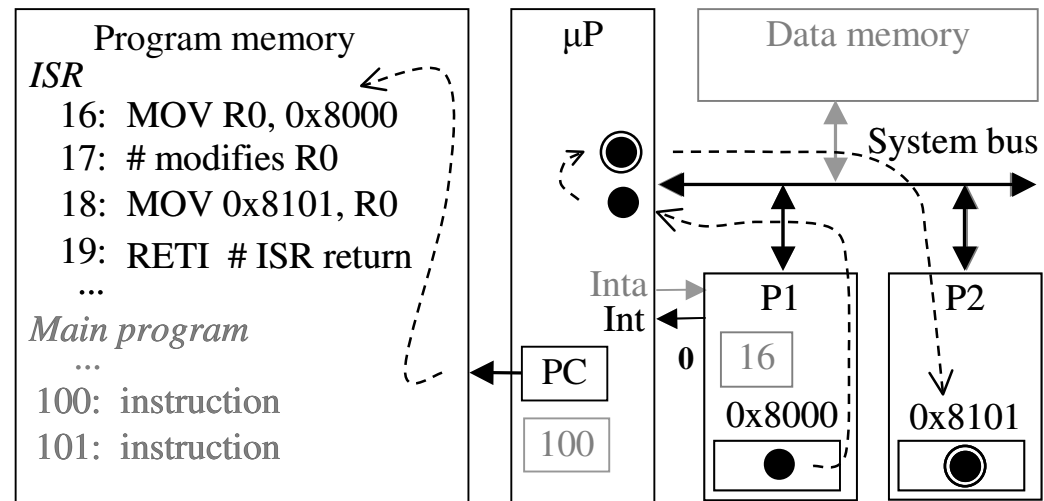 Program memory
ISR
16: MOV R0, 0x8000
17: # modifies R0
18: MOV 0x8101, R0
19: RETI # ISR return
...
Main program
...
100: instruction
101: instruction
μP
Data memory
System bus
Inta
Int
PC
100
P1
0
16
0x8000
P2
0x8101